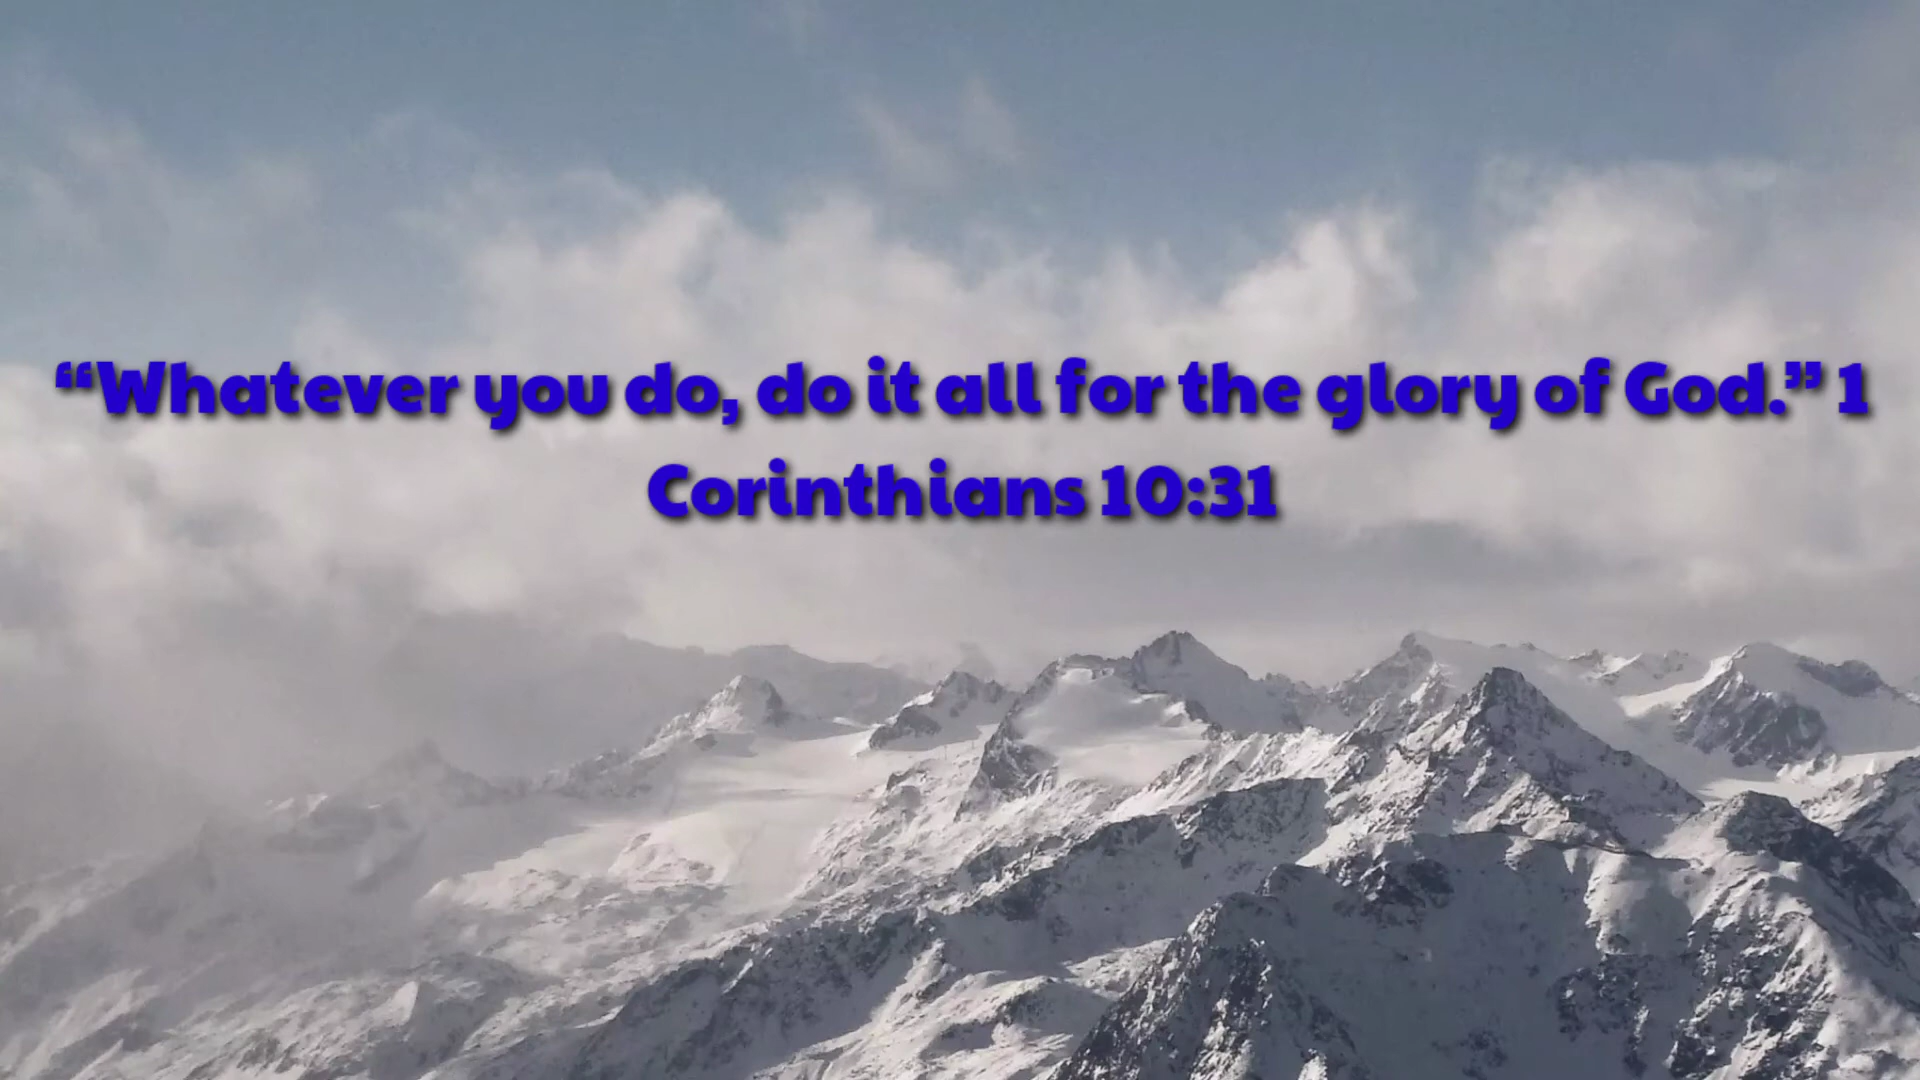 “Whatever you do, do it all for the glory of God.” 1
Corinthians 10:31